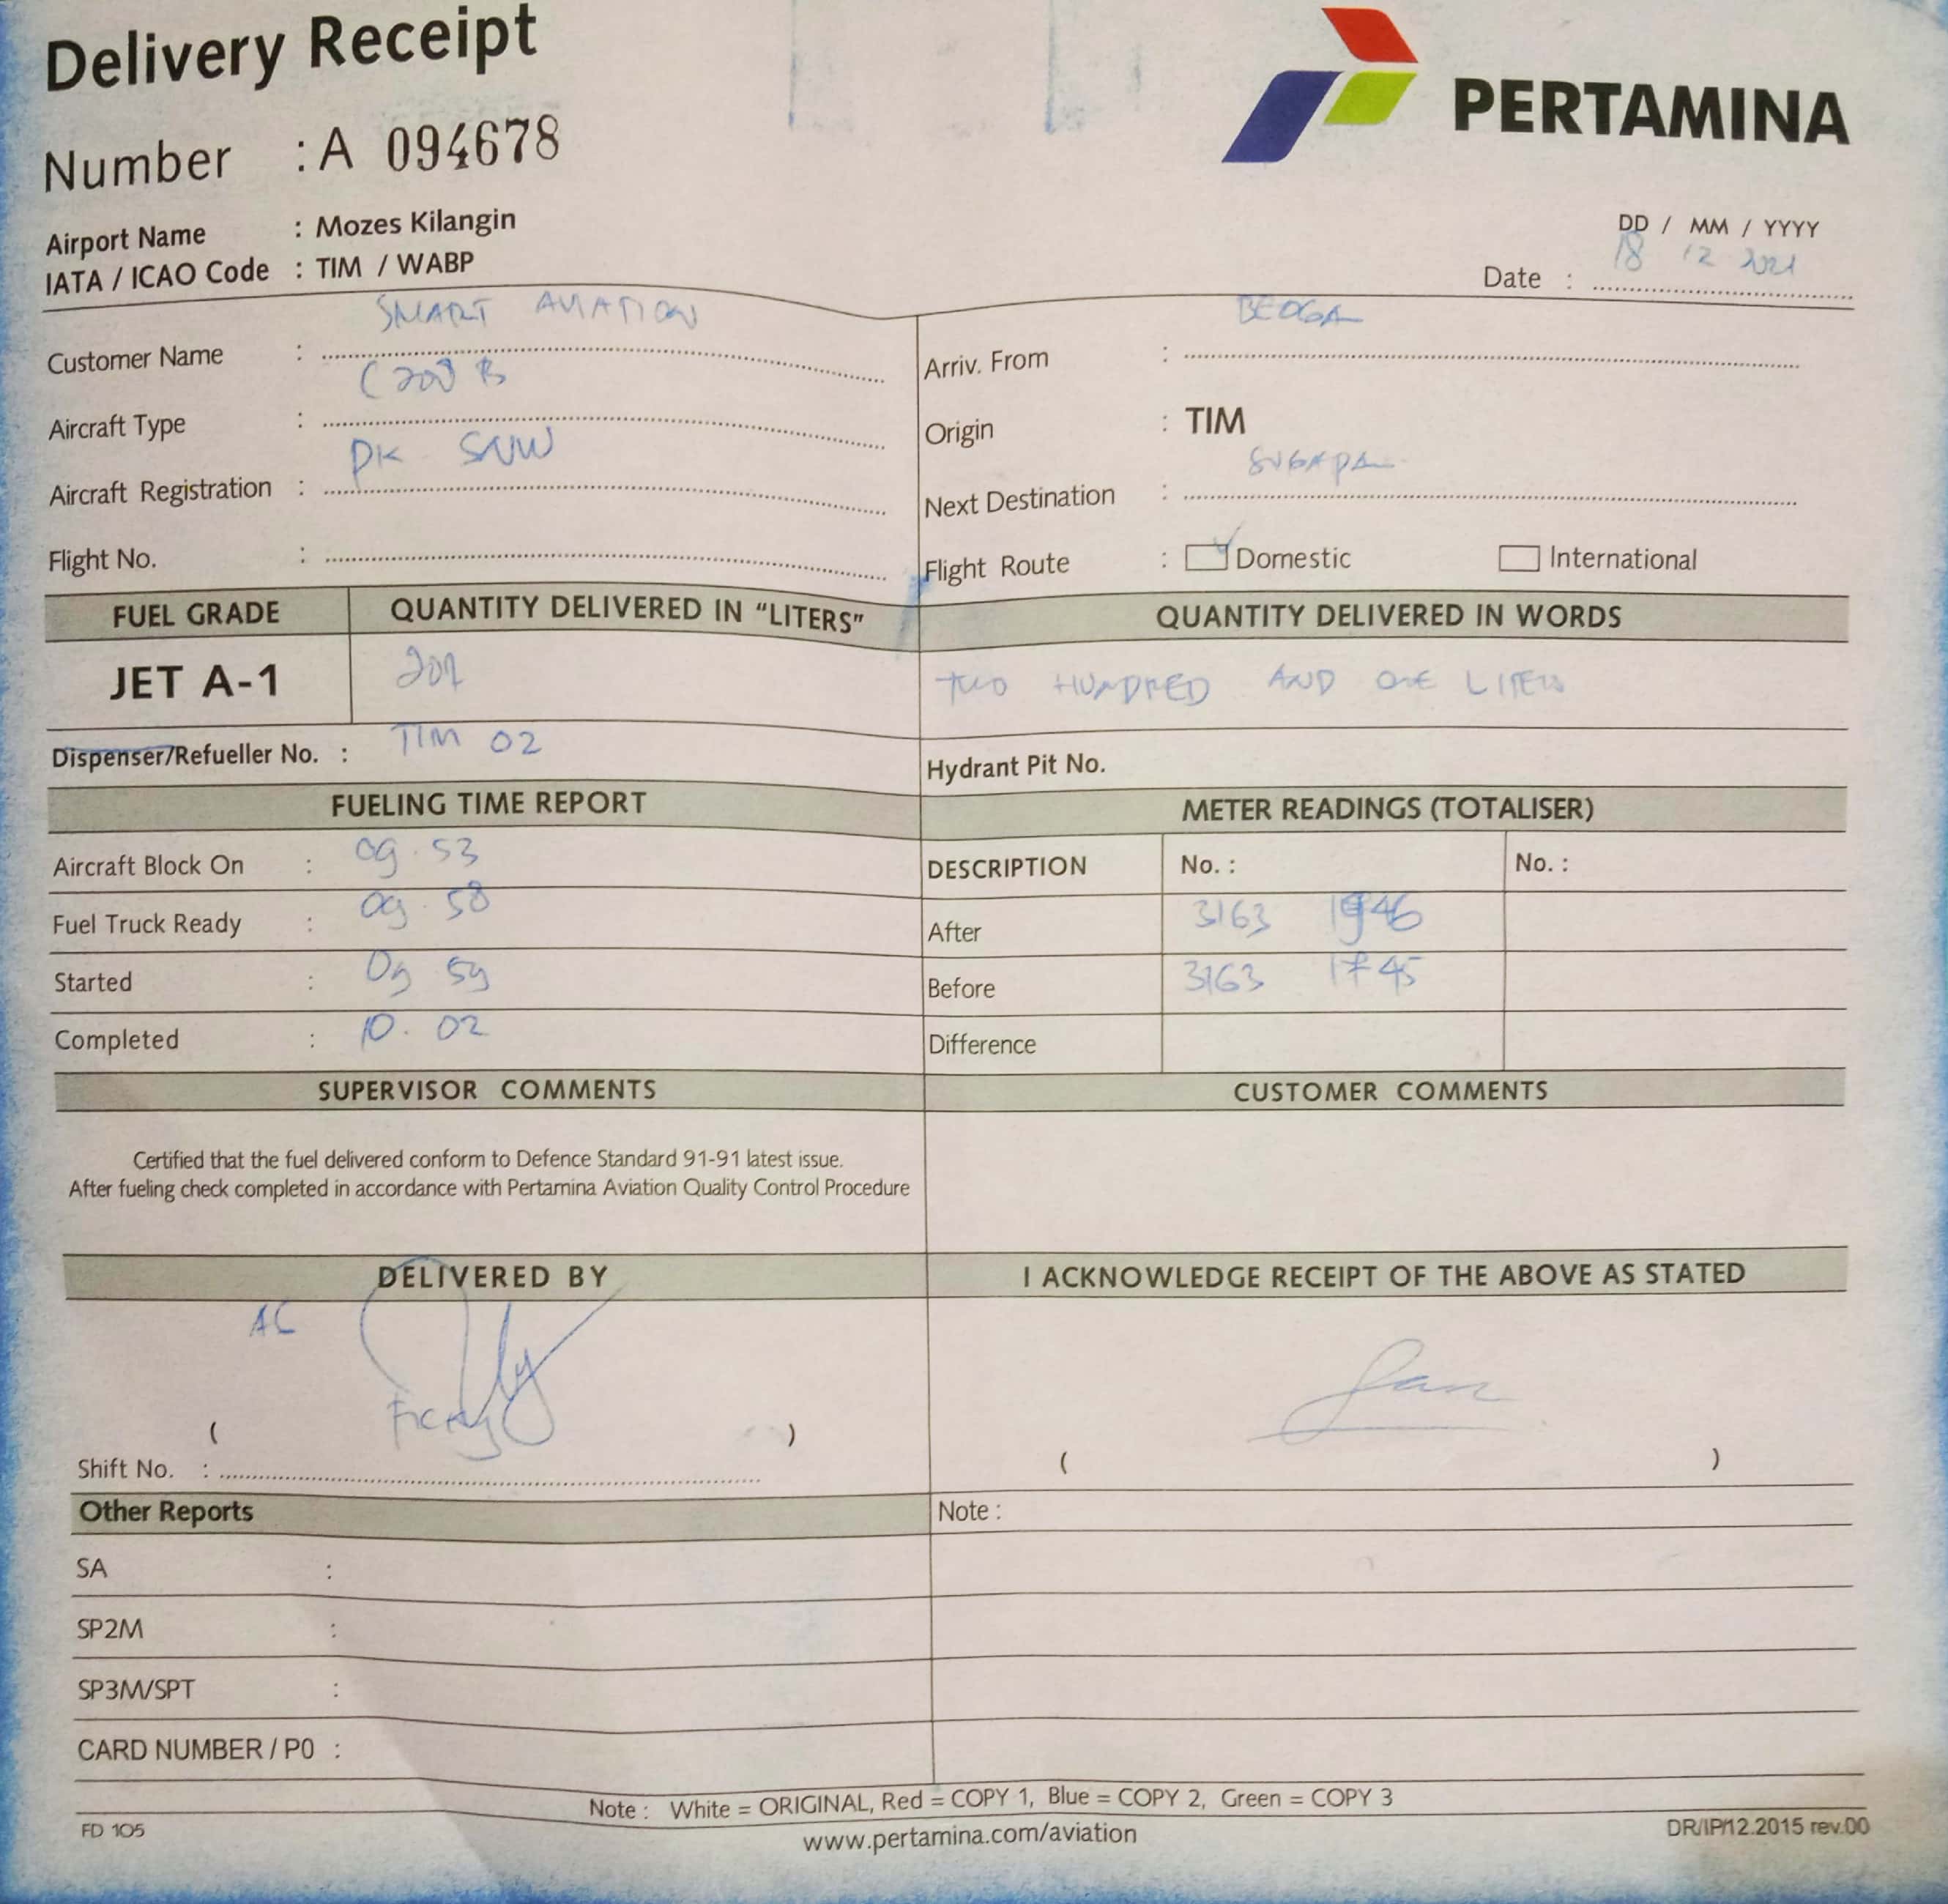 Delivery Receipt
PERTAMINA
Number : A 094678
Airport Name : Mozes Kilangin
IATA / ICAO Code : TIM / WABP
DD / MM / YYYY
Date : 18 12 2021
Customer Name : SMART AVIATION
Arriv. From : BEOGA
Aircraft Type : C208 B
Origin : TIM
Aircraft Registration : PK SNW
Next Destination : SUGAPA
Flight No. :
Flight Route : Domestic International
FUEL GRADE QUANTITY DELIVERED IN "LITERS" QUANTITY DELIVERED IN WORDS
JET A-1 201 TWO HUNDRED AND ONE LITERS
Dispenser/Refueller No. : TIM 02 Hydrant Pit No.
FUELING TIME REPORT METER READINGS (TOTALISER)
Aircraft Block On : 09.53 DESCRIPTION No. : No. :
Fuel Truck Ready : 09.58 After 3163 1946
Started : 09 59 Before 3163 1745
Completed : 10.02 Difference
SUPERVISOR COMMENTS CUSTOMER COMMENTS
Certified that the fuel delivered conform to Defence Standard 91-91 latest issue.
After fueling check completed in accordance with Pertamina Aviation Quality Control Procedure
DELIVERED BY I ACKNOWLEDGE RECEIPT OF THE ABOVE AS STATED
( )
Shift No. : ( )
Other Reports Note :
SA :
SP2M :
SP3M/SPT :
CARD NUMBER / P0 :
Note : White = ORIGINAL, Red = COPY 1, Blue = COPY 2, Green = COPY 3
FD 105 www.pertamina.com/aviation DR/IP/12.2015 rev.00